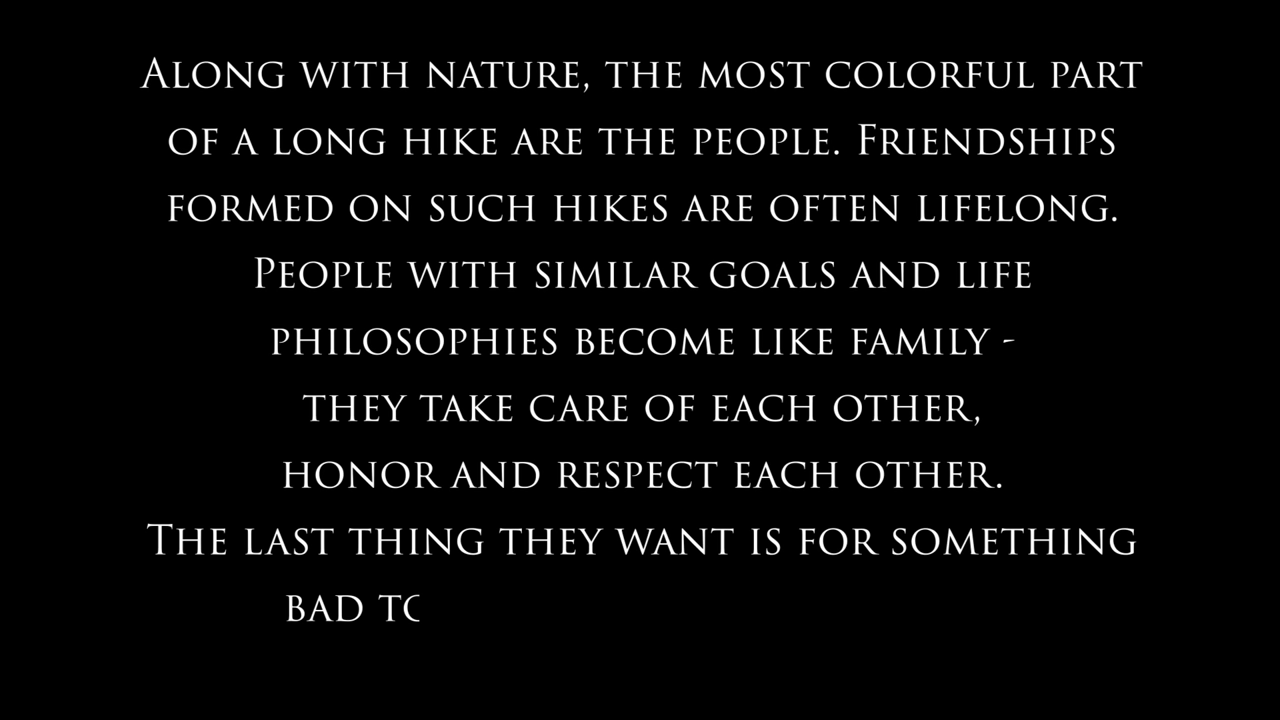 Along with nature, the most colorful part
of a long hike are the people. Friendships
formed on such hikes are often lifelong.
People with similar goals and life
philosophies become like family -
they take care of each other,
honor and respect each other.
The last thing they want is for something
bad to